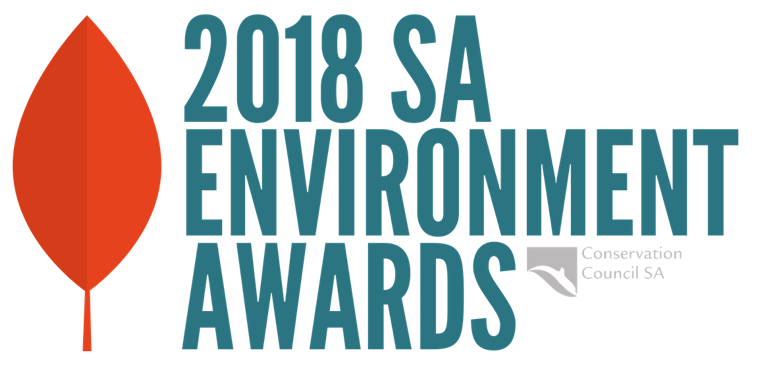 2018 SA
ENVIRONMENT
AWARDS
Conservation
Council SA